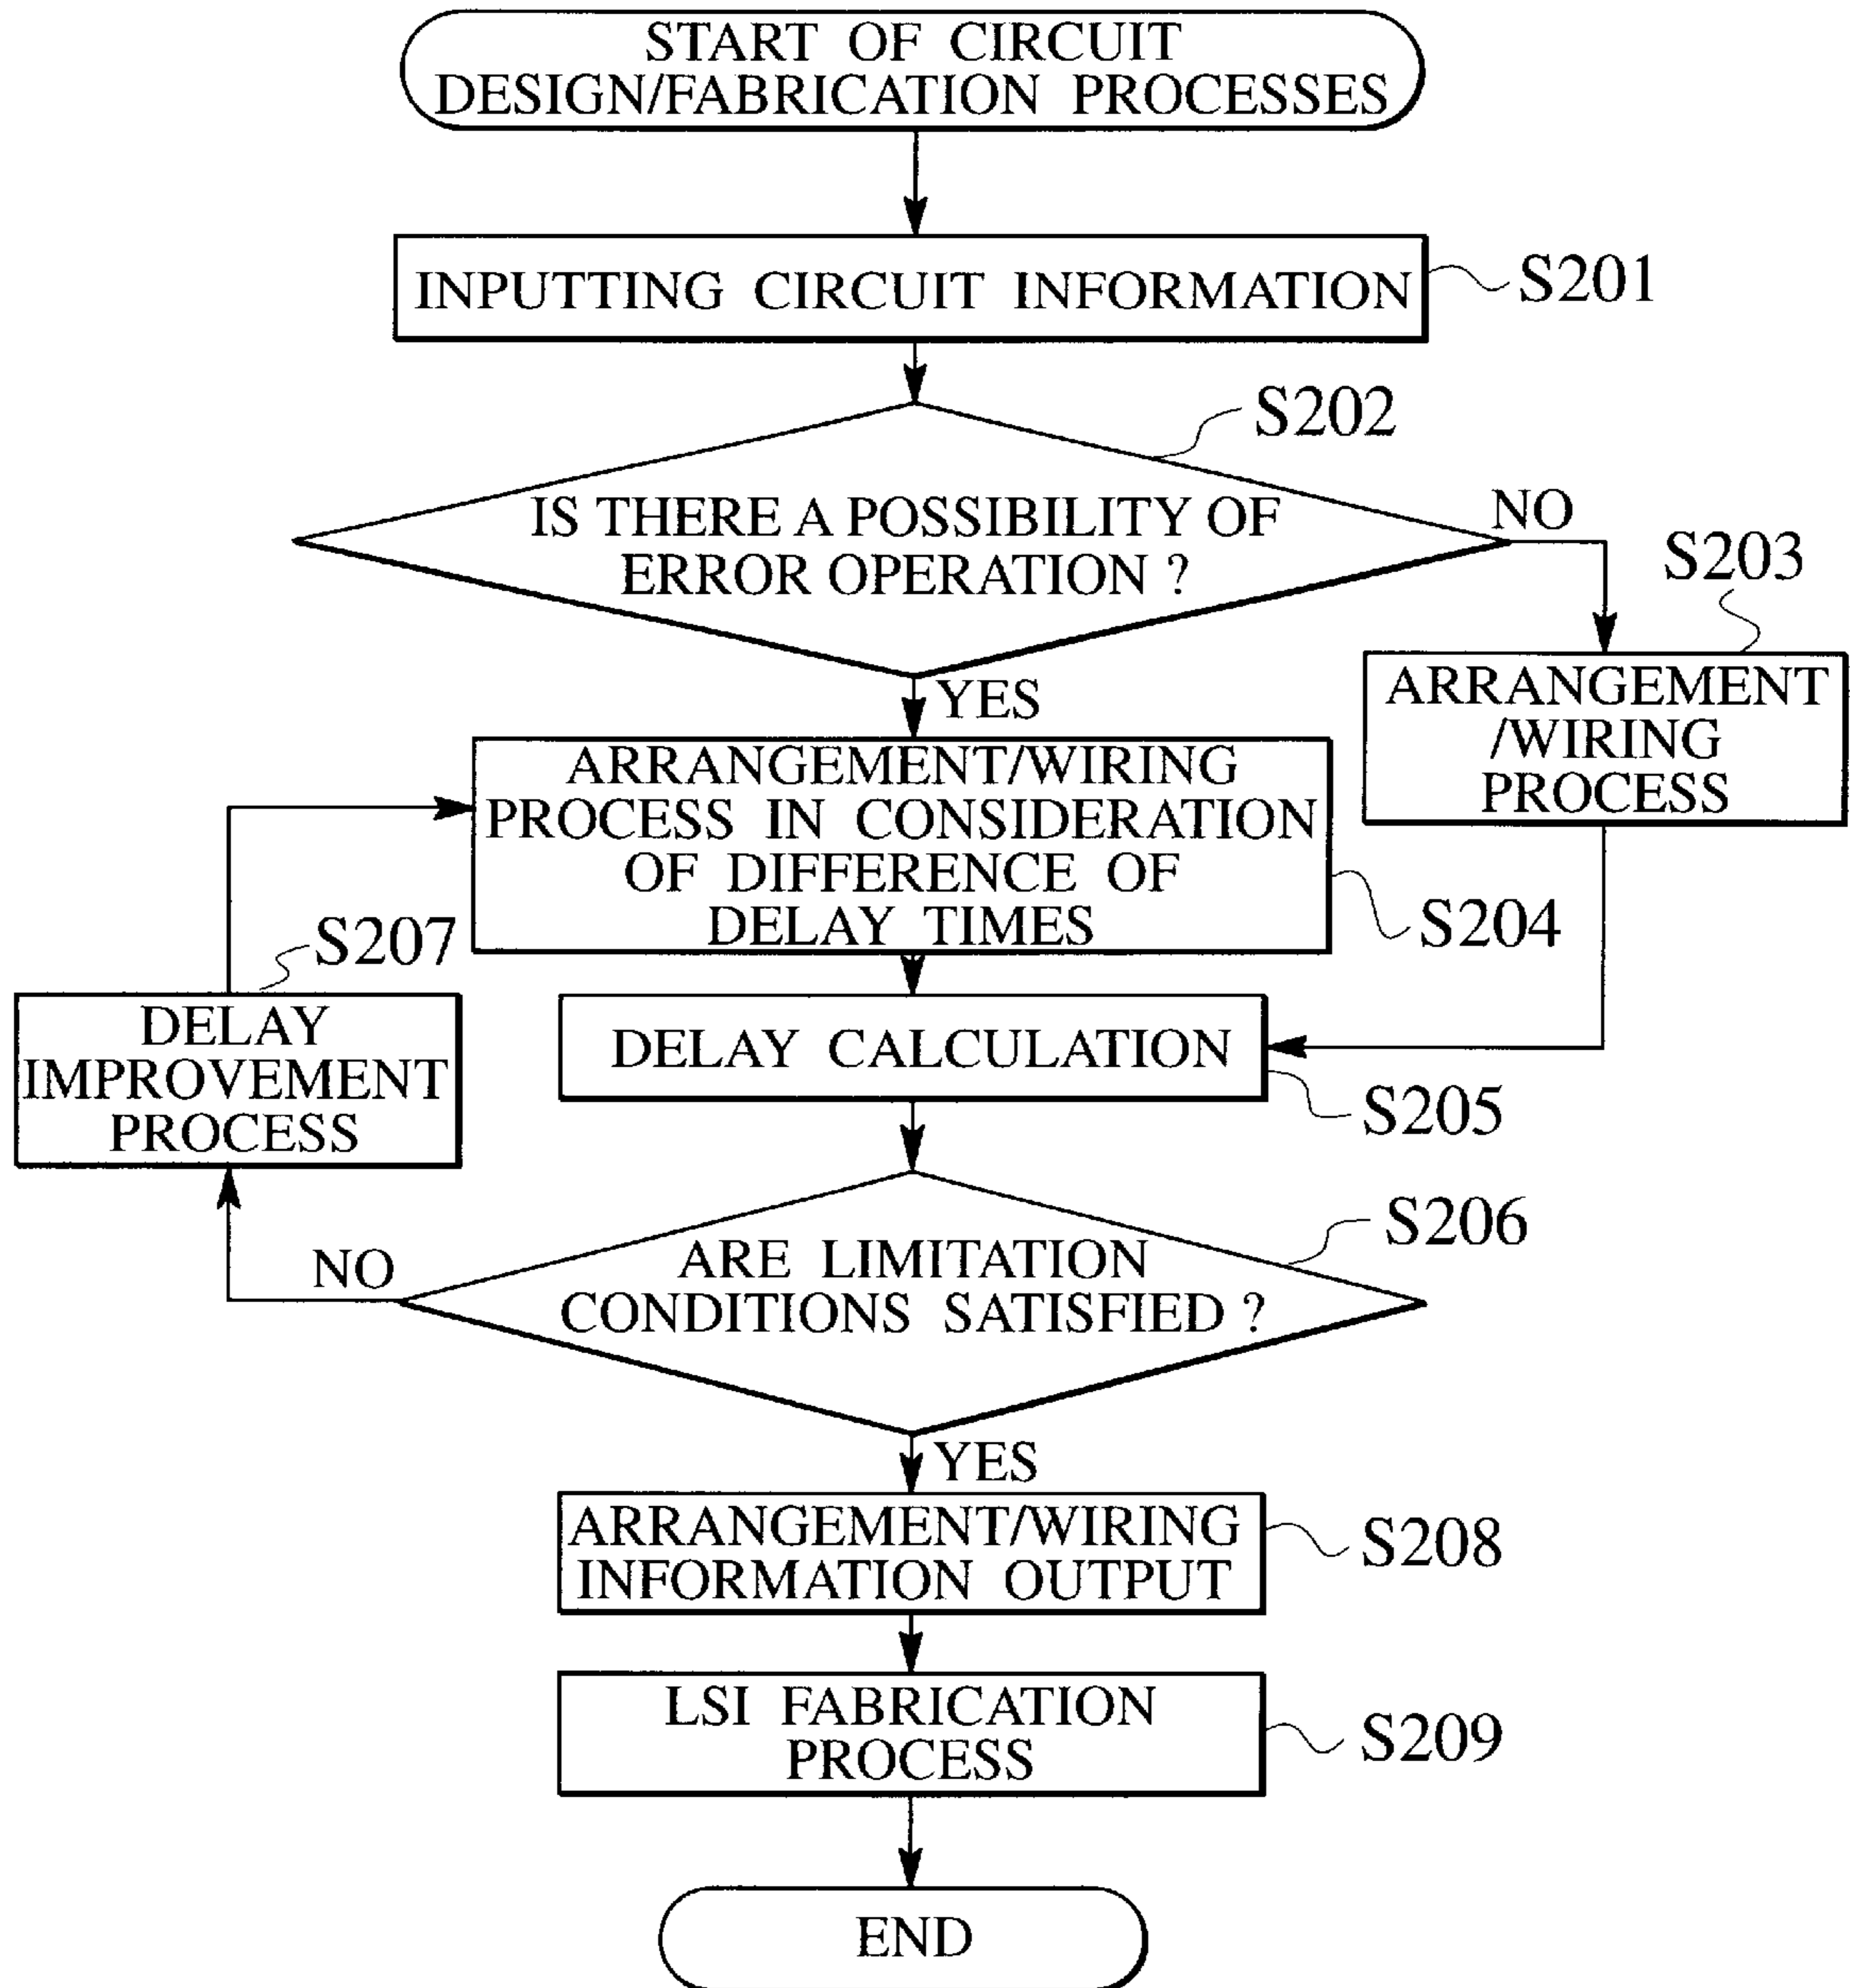 START OF CIRCUIT
DESIGN/FABRICATION PROCESSES
INPUTTING CIRCUIT INFORMATION
S201
S202
IS THERE A POSSIBILITY OF
ERROR OPERATION ?
NO
S203
YES
ARRANGEMENT
/WIRING
PROCESS
ARRANGEMENT/WIRING
PROCESS IN CONSIDERATION
OF DIFFERENCE OF
DELAY TIMES
S204
S207
DELAY
IMPROVEMENT
PROCESS
DELAY CALCULATION
S205
S206
ARE LIMITATION
CONDITIONS SATISFIED ?
NO
YES
ARRANGEMENT/WIRING
INFORMATION OUTPUT
S208
LSI FABRICATION
PROCESS
S209
END